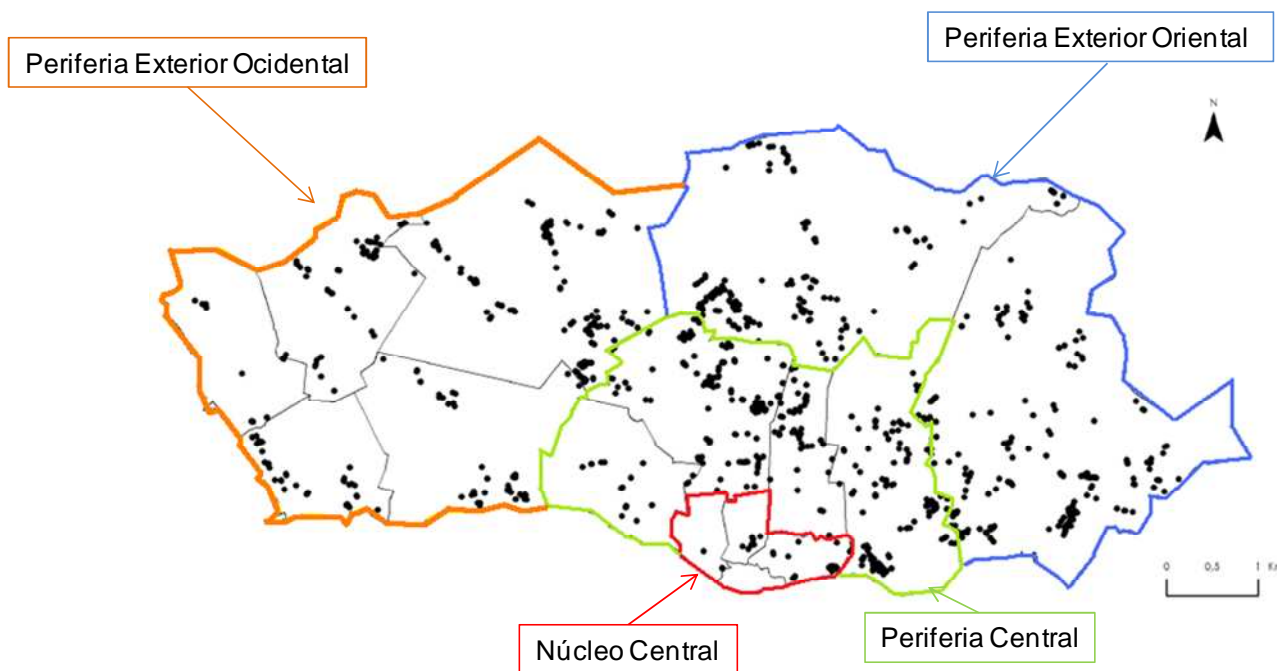 Periferia Exterior Oriental
Periferia Exterior Ocidental
N
0 0,5 1 K
Periferia Central
Núcleo Central